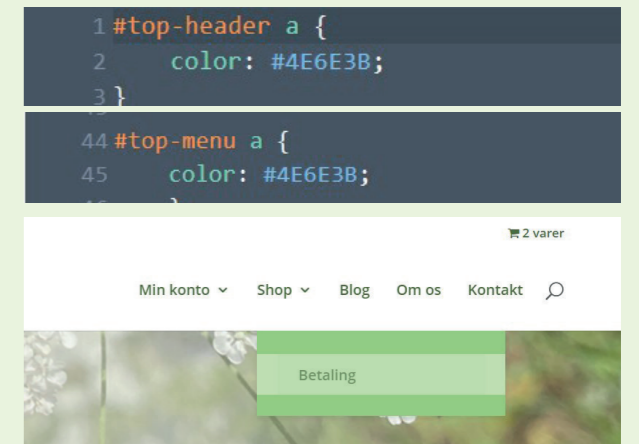 1 #top-header a {
2 color: #4E6E3B;
3 }
44 #top-menu a {
45 color: #4E6E3B;
}
2 varer
Min konto Shop Blog Om os Kontakt
Betaling